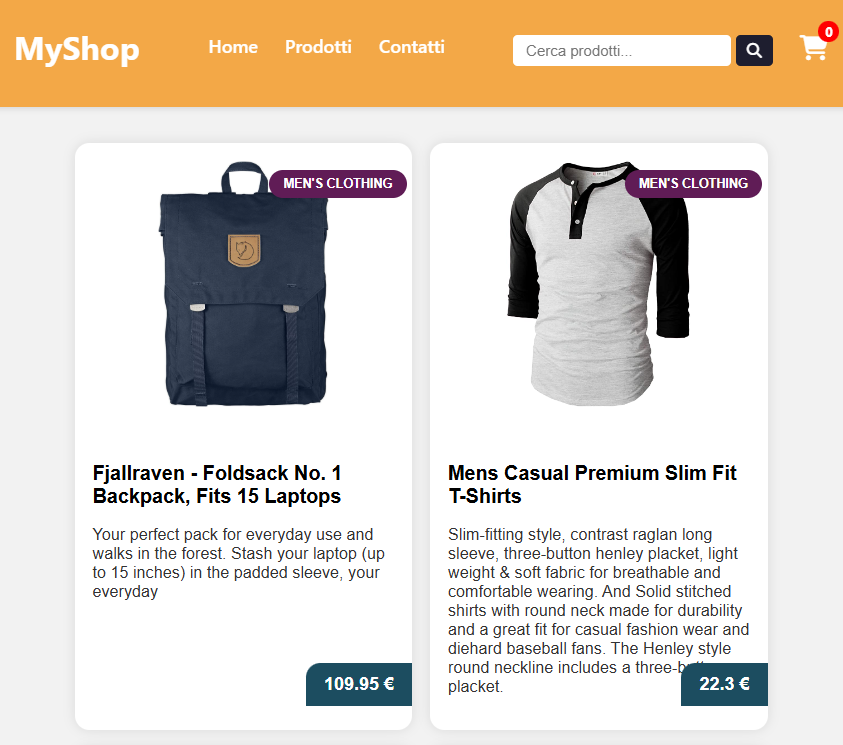 MyShop
Home Prodotti Contatti
Cerca prodotti...
0
MEN'S CLOTHING
Fjallraven - Foldsack No. 1
Backpack, Fits 15 Laptops
Your perfect pack for everyday use and
walks in the forest. Stash your laptop (up
to 15 inches) in the padded sleeve, your
everyday
109.95 €
MEN'S CLOTHING
Mens Casual Premium Slim Fit
T-Shirts
Slim-fitting style, contrast raglan long
sleeve, three-button henley placket, light
weight & soft fabric for breathable and
comfortable wearing. And Solid stitched
shirts with round neck made for durability
and a great fit for casual fashion wear and
diehard baseball fans. The Henley style
round neckline includes a three-button
placket.
22.3 €